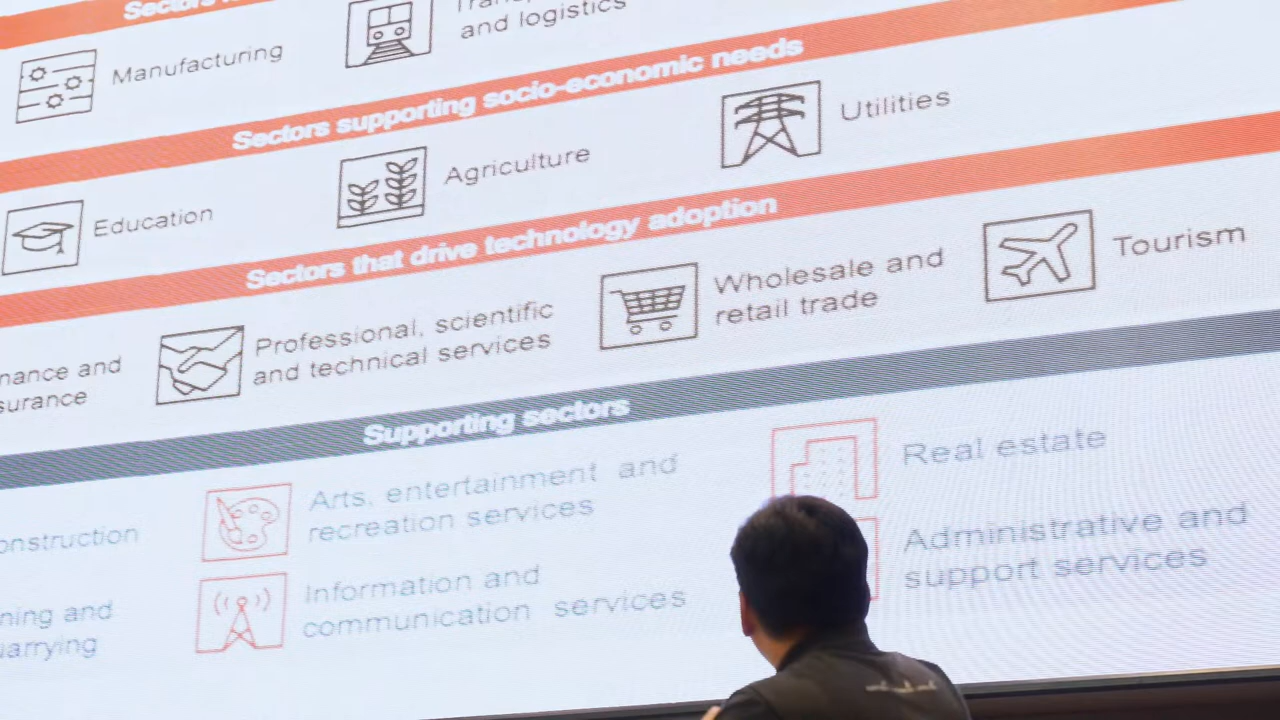 Sectors
Manufacturing
and logistics
Sectors supporting socio-economic needs
Education
Agriculture
Utilities
Sectors that drive technology adoption
nance and
surance
Professional, scientific
and technical services
Wholesale and
retail trade
Tourism
Supporting sectors
onstruction
Arts, entertainment and
recreation services
Real estate
ning and
uarrying
Information and
communication services
Administrative and
support services